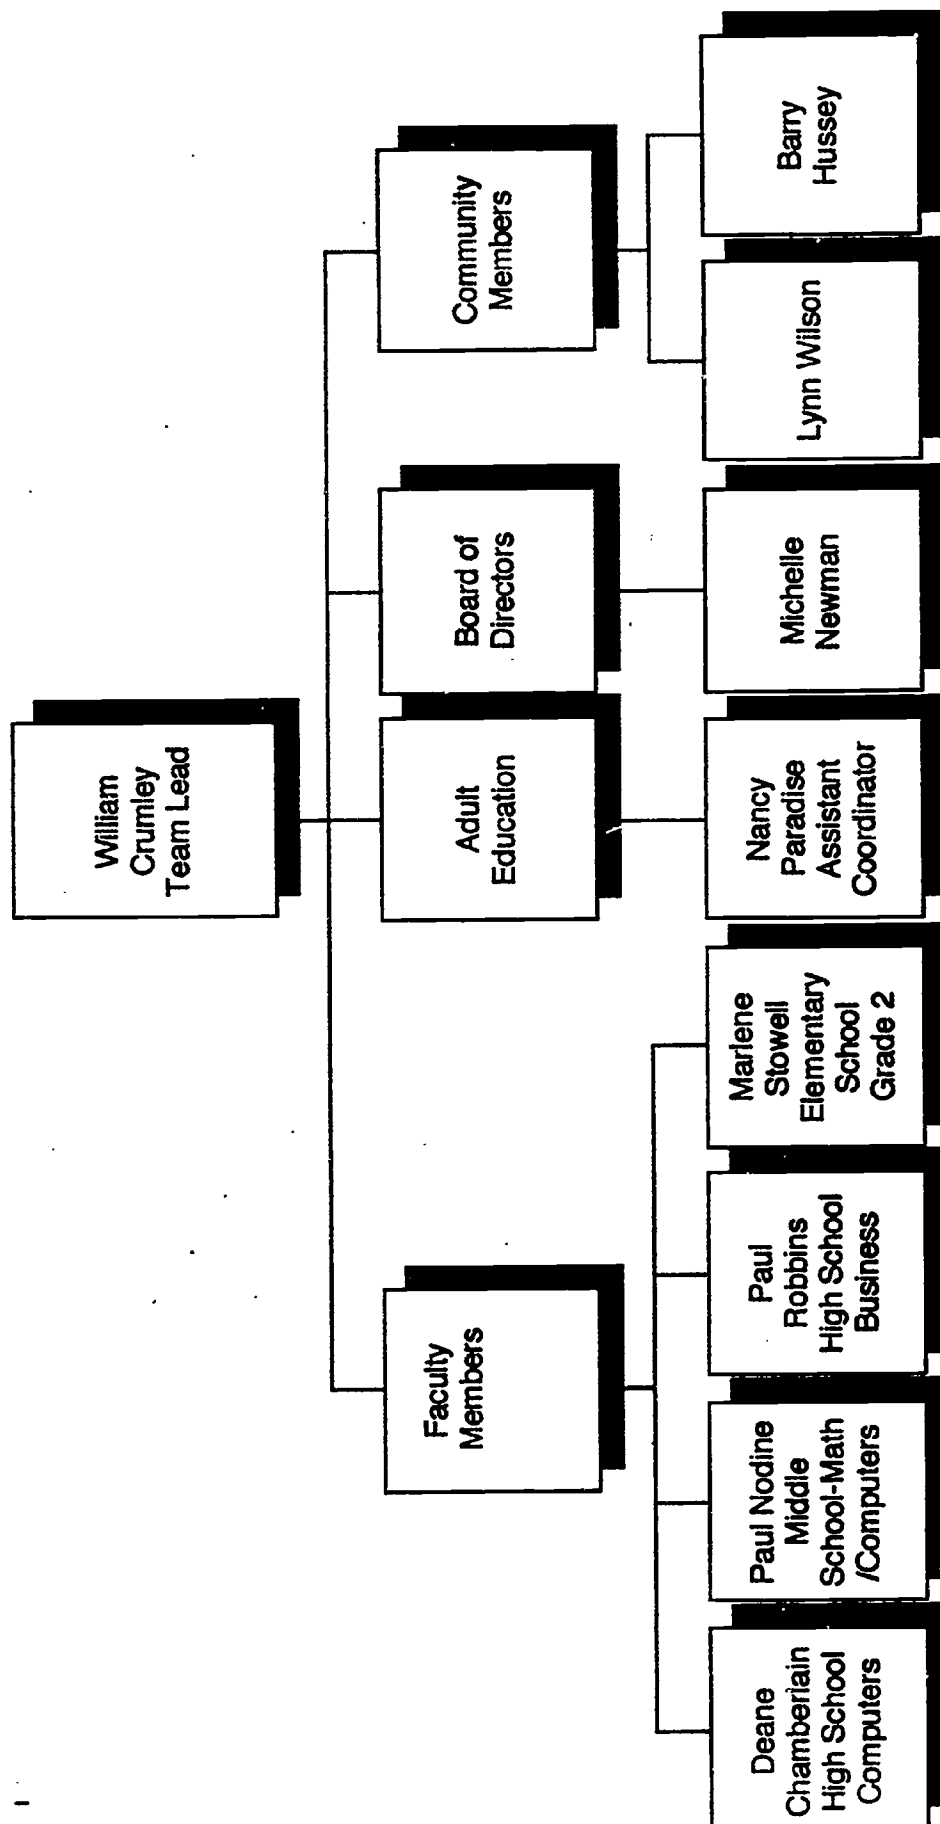 William
Crumley
Team Lead
Faculty
Members
Adult
Education
Board of
Directors
Community
Members
Deane
Chamberlain
High School
Computers
Paul Nodine
Middle
School-Math
/Computers
Paul
Robbins
High School
Business
Marlene
Stowell
Elementary
School
Grade 2
Nancy
Paradise
Assistant
Coordinator
Michelle
Newman
Lynn Wilson
Barry
Hussey